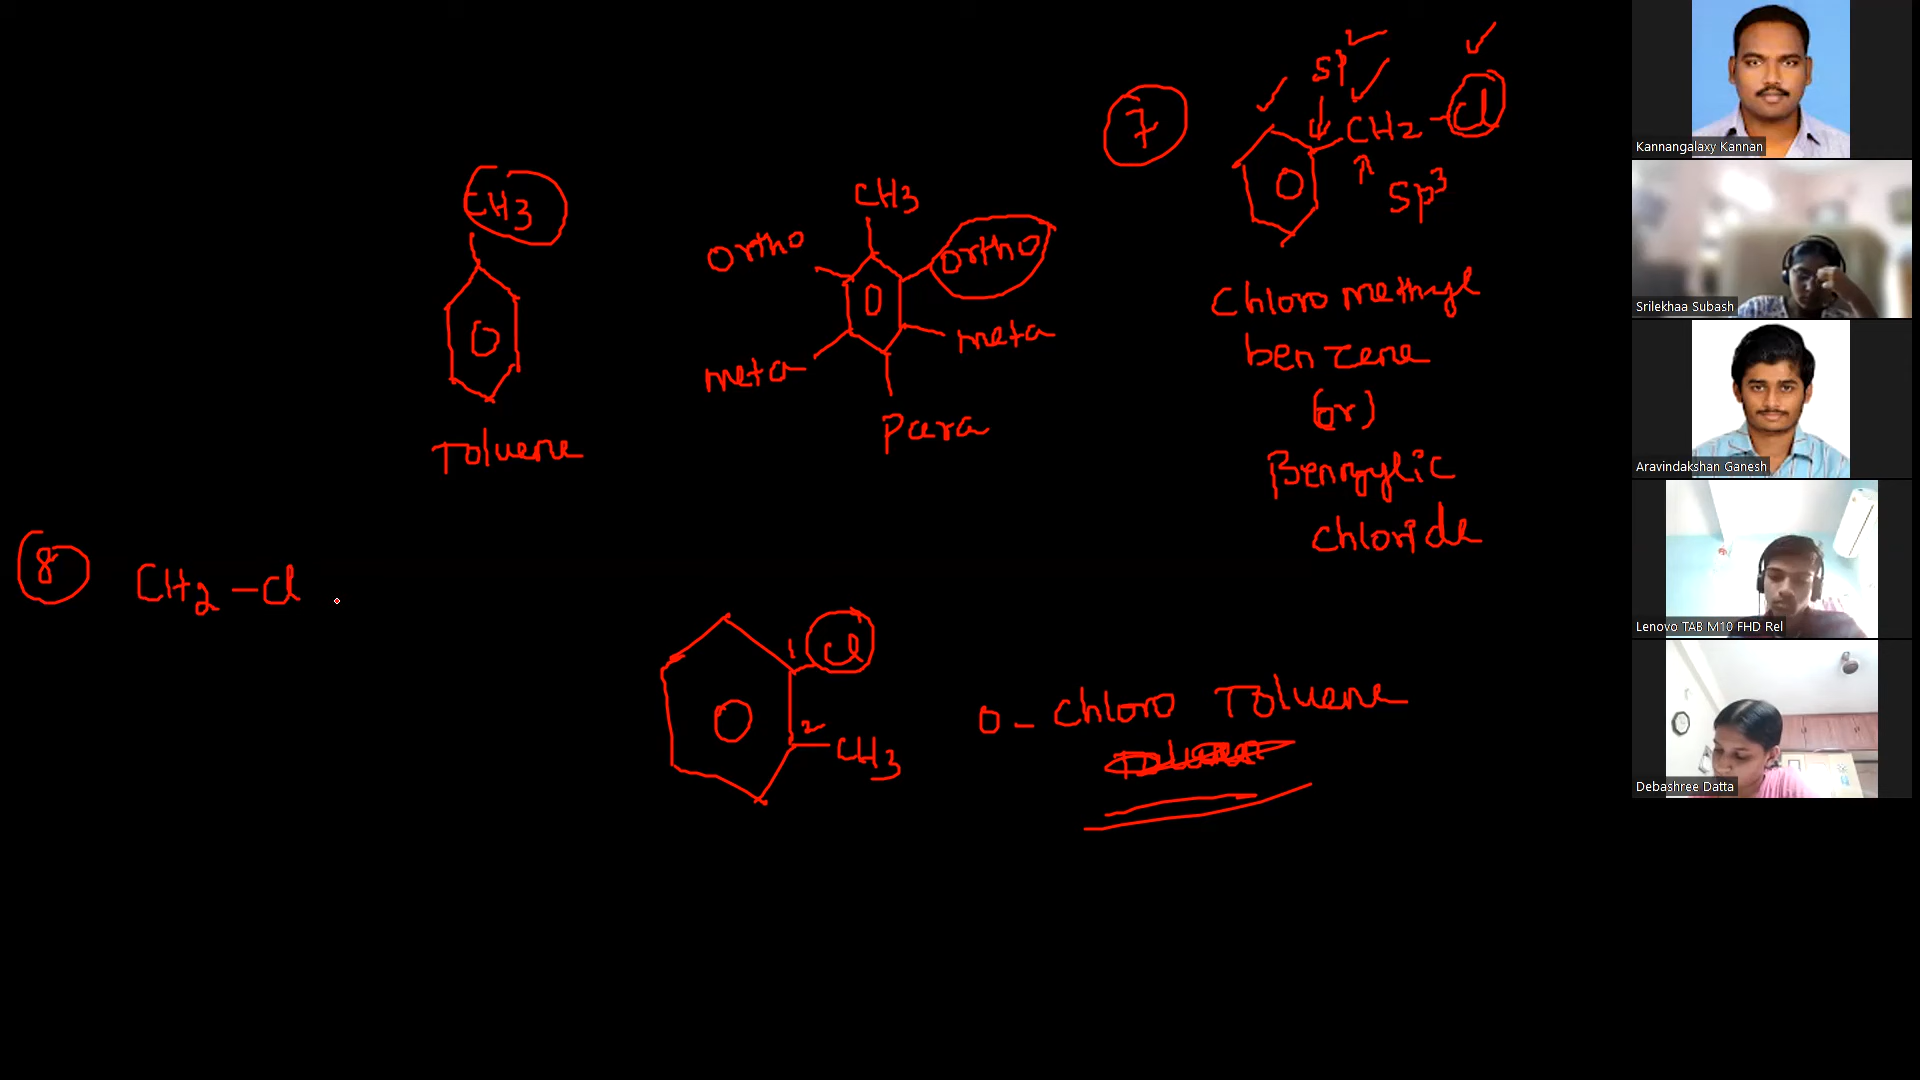 CH3
Toluene
CH3
Ortho
Ortho
meta
meta
Para
7
Sp2
CH2 - Cl
Sp3
Chloro methyl
benzene
(or)
Benzylic
chloride
8
CH2 - Cl
1
Cl
2
CH3
O - Chloro Toluene
Kannangalaxy Kannan
Srilekhaa Subash
Aravindakshan Ganesh
Lenovo TAB M10 FHD Rel
Debashree Datta